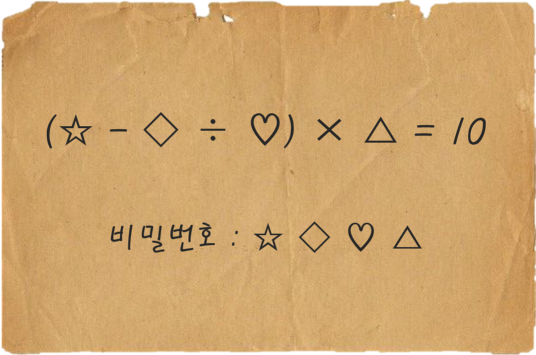 (☆ - ◇ ÷ ♡) × △ = 10
비밀번호 : ☆ ◇ ♡ △